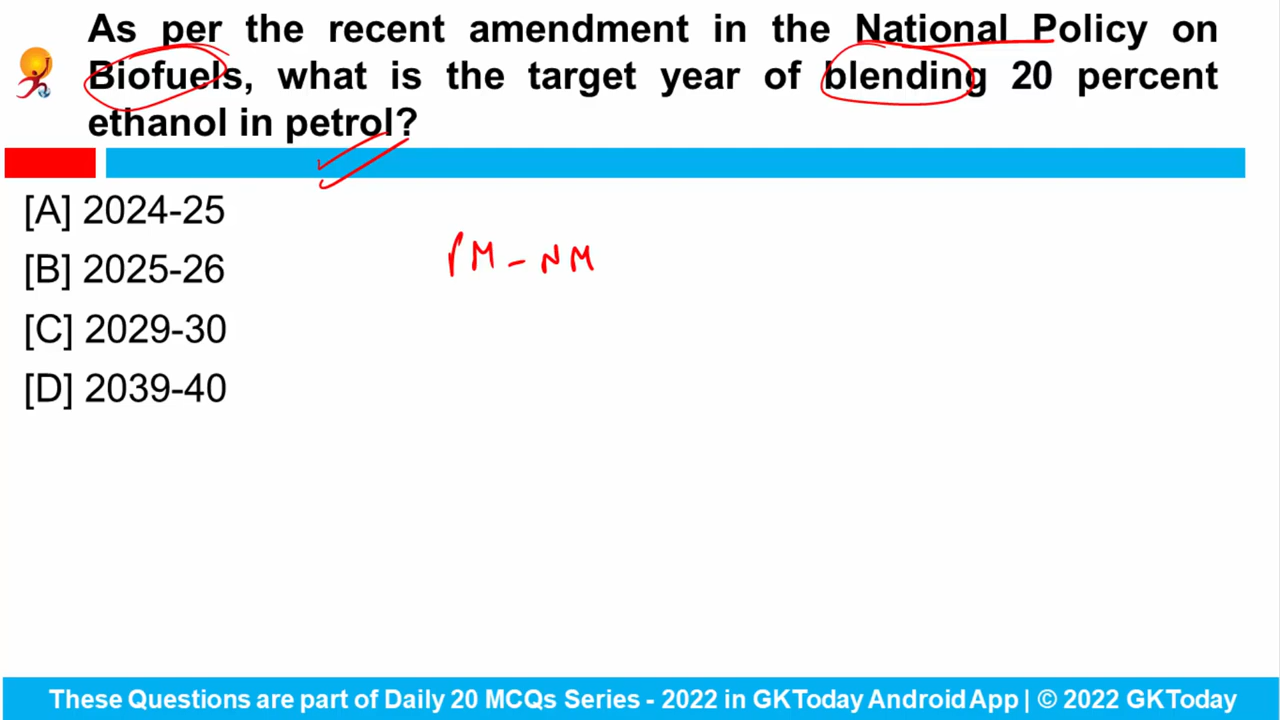 As per the recent amendment in the National Policy on
Biofuels, what is the target year of blending 20 percent
ethanol in petrol?
[A] 2024-25
PM - NM
[B] 2025-26
[C] 2029-30
[D] 2039-40
These Questions are part of Daily 20 MCQs Series - 2022 in GKToday Android App | © 2022 GKToday